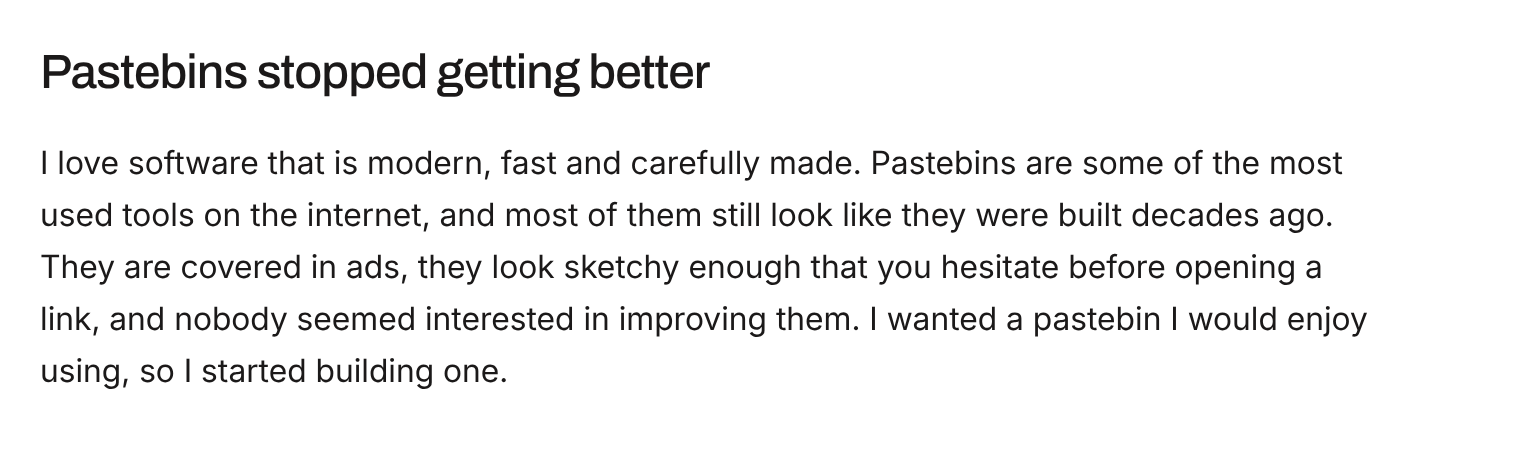 Pastebins stopped getting better
I love software that is modern, fast and carefully made. Pastebins are some of the most
used tools on the internet, and most of them still look like they were built decades ago.
They are covered in ads, they look sketchy enough that you hesitate before opening a
link, and nobody seemed interested in improving them. I wanted a pastebin I would enjoy
using, so I started building one.